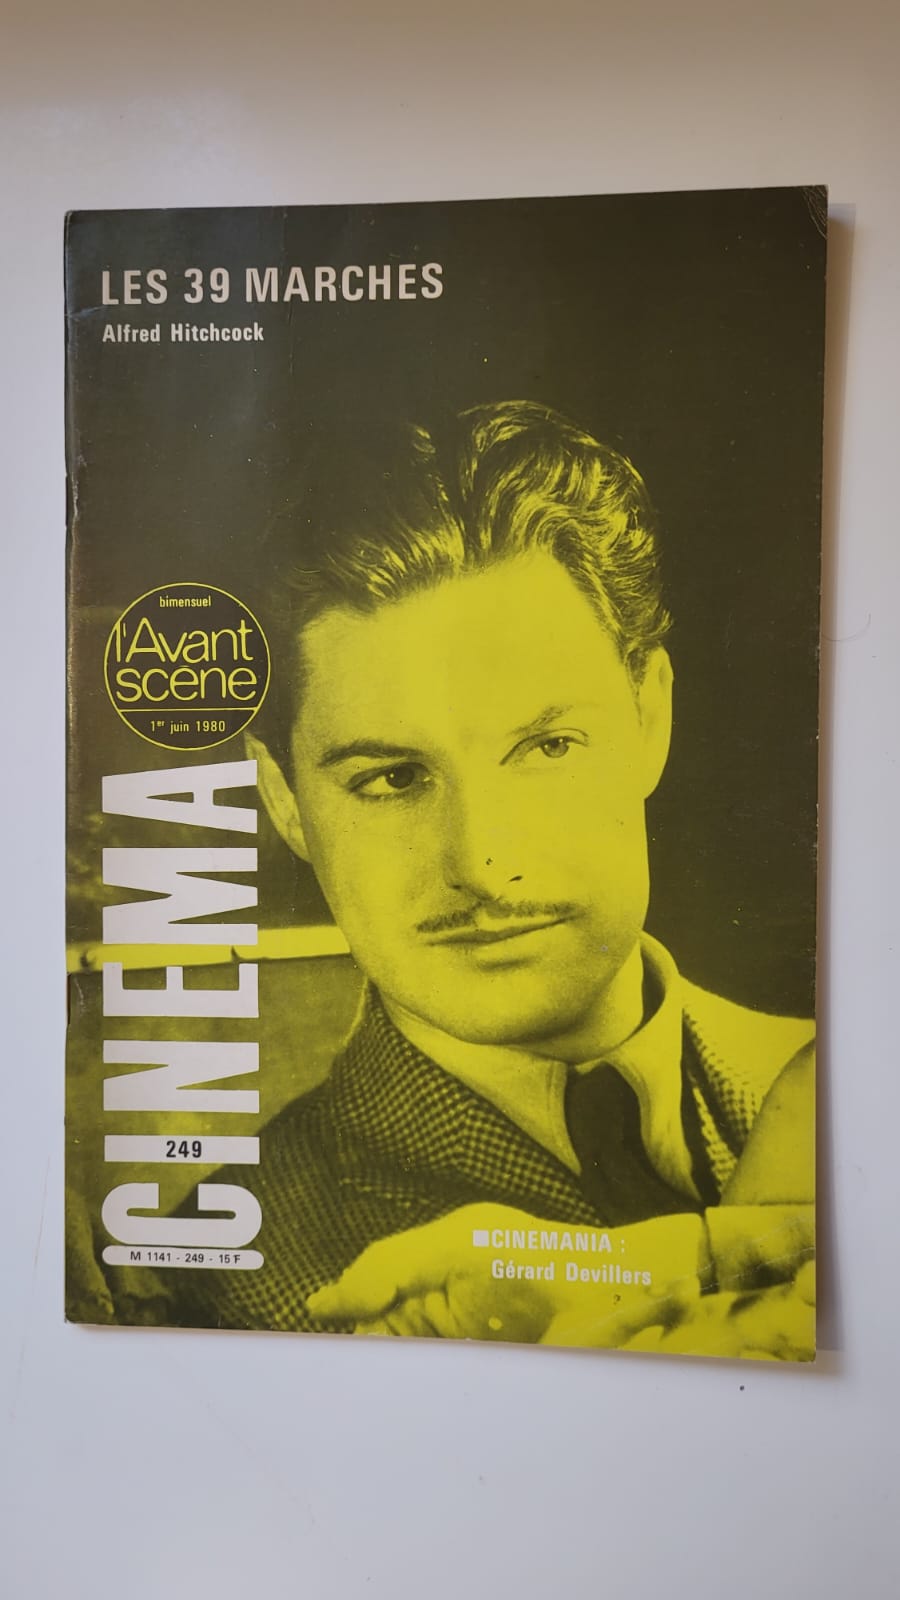 LES 39 MARCHES
Alfred Hitchcock
bimensuel
l'Avant
scène
1er juin 1980
CINEMA
249
M 1141 - 249 - 15 F
CINEMANIA :
Gérard Devillers